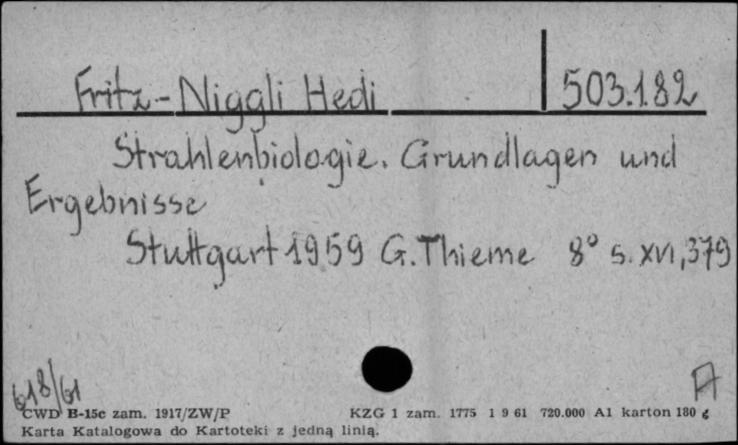 Fritz-Niggli Hedi 503.182
Strahlenbiologie. Grundlagen und
Ergebnisse
Stuttgart 1959 G. Thieme 8° s. XVI, 379
618/61 A
CWD B-15c zam. 1917/ZW/P KZG 1 zam. 1775 1 9 61 720.000 A1 karton 180 g
Karta Katalogowa do Kartoteki z jedną linią.